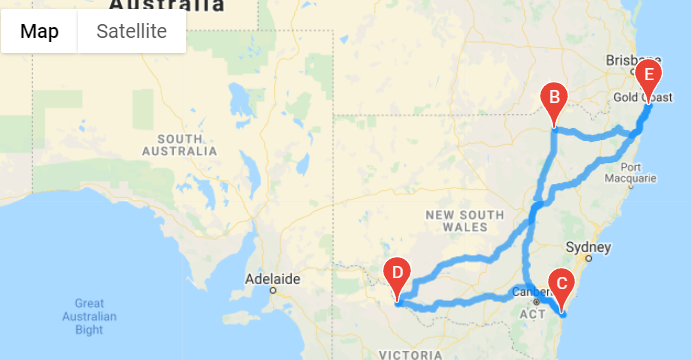 Australia
Map
Satellite
Brisbane
E
Gold Coast
B
SOUTH
AUSTRALIA
Port
Macquarie
NEW SOUTH
WALES
Sydney
D
Adelaide
C
Great
Australian
Bight
ACT
VICTORIA